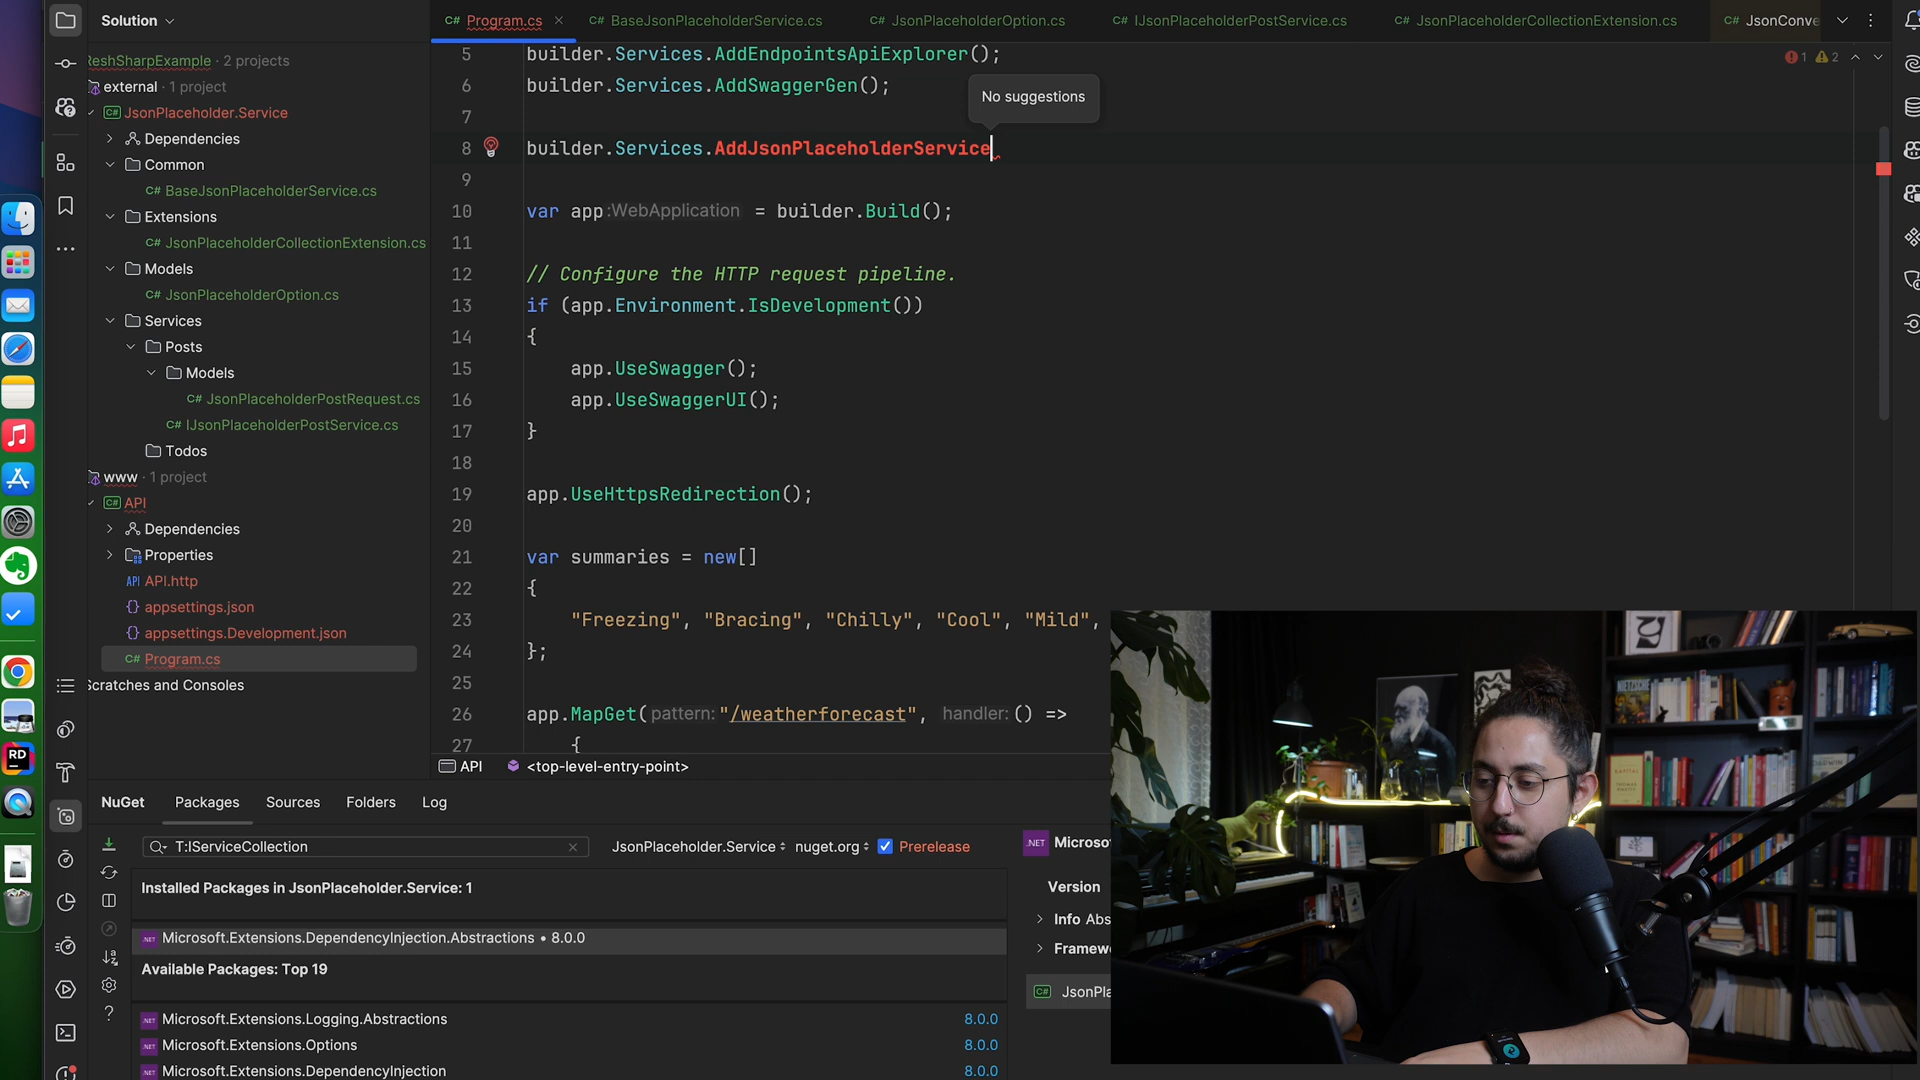 Solution
Program.cs
BaseJsonPlaceholderService.cs
JsonPlaceholderOption.cs
IJsonPlaceholderPostService.cs
JsonPlaceholderCollectionExtension.cs
JsonConve
ReshSharpExample · 2 projects
external · 1 project
JsonPlaceholder.Service
Dependencies
Common
C# BaseJsonPlaceholderService.cs
Extensions
C# JsonPlaceholderCollectionExtension.cs
Models
C# JsonPlaceholderOption.cs
Services
Posts
Models
C# JsonPlaceholderPostRequest.cs
C# IJsonPlaceholderPostService.cs
Todos
www · 1 project
API
Dependencies
Properties
API API.http
{} appsettings.json
{} appsettings.Development.json
C# Program.cs
Scratches and Consoles
1 2
5 builder.Services.AddEndpointsApiExplorer();
6 builder.Services.AddSwaggerGen();
No suggestions
7
8 builder.Services.AddJsonPlaceholderService
9
10 var app :WebApplication = builder.Build();
11
12 // Configure the HTTP request pipeline.
13 if (app.Environment.IsDevelopment())
14 {
15 app.UseSwagger();
16 app.UseSwaggerUI();
17 }
18
19 app.UseHttpsRedirection();
20
21 var summaries = new[]
22 {
23 "Freezing", "Bracing", "Chilly", "Cool", "Mild",
24 };
25
26 app.MapGet( pattern: "/weatherforecast", handler: () =>
27 {
API <top-level-entry-point>
NuGet Packages Sources Folders Log
T:IServiceCollection
JsonPlaceholder.Service nuget.org Prerelease
Installed Packages in JsonPlaceholder.Service: 1
.NET Microsoft.Extensions.DependencyInjection.Abstractions • 8.0.0
Available Packages: Top 19
.NET Microsoft.Extensions.Logging.Abstractions 8.0.0
.NET Microsoft.Extensions.Options 8.0.0
.NET Microsoft.Extensions.DependencyInjection 8.0.0
.NET Microso
Version
Info Abs
Framew
C# JsonPla
RD
NIETZSCHE
KAPITAL
DARWIN